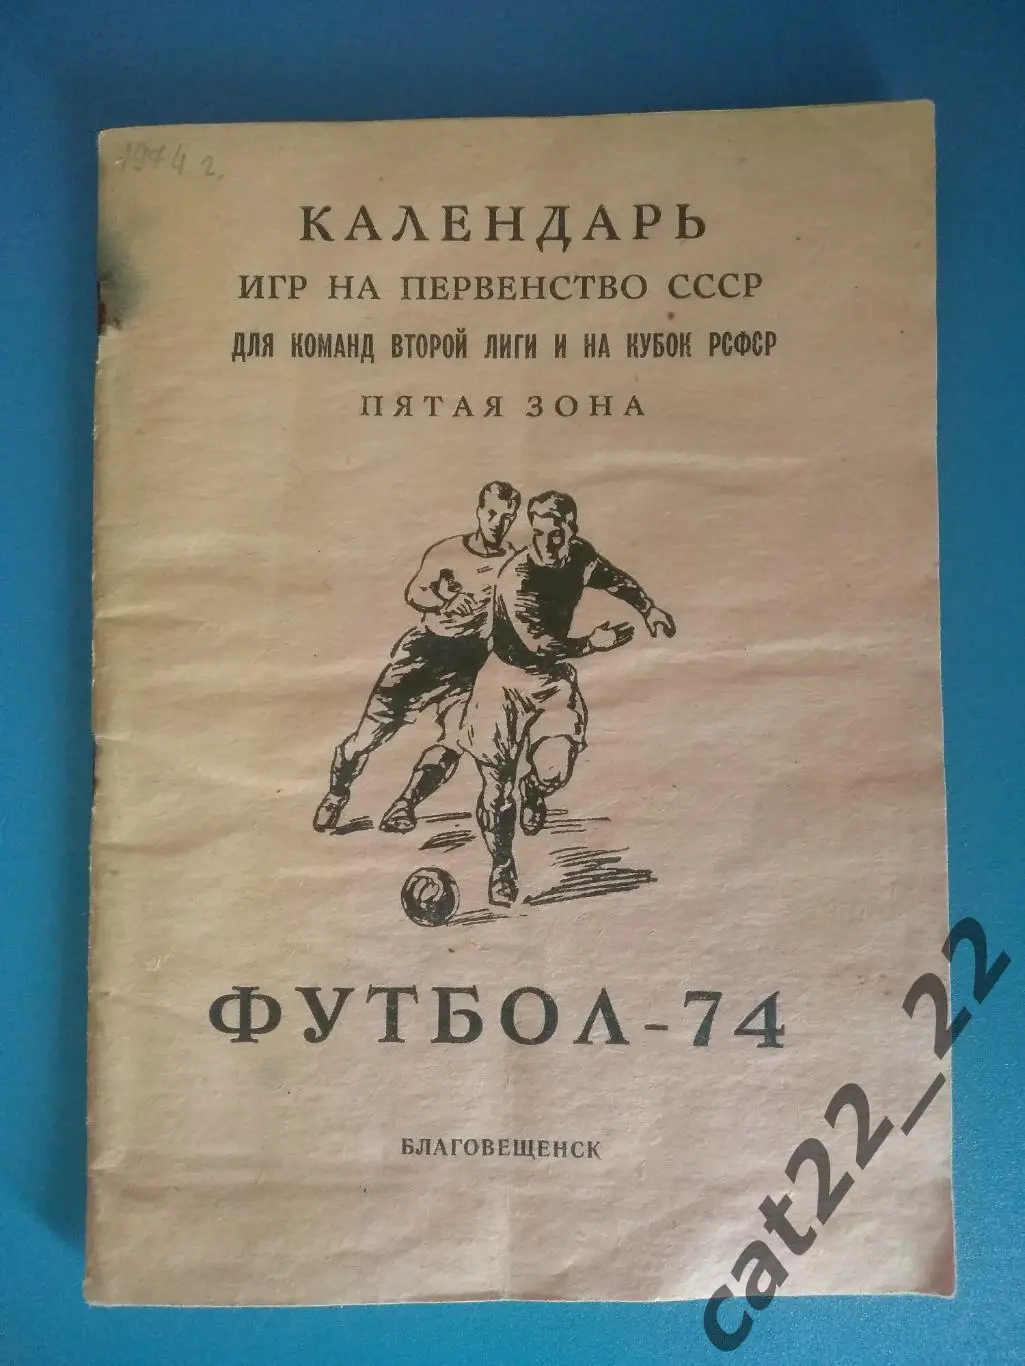 1974 г.
КАЛЕНДАРЬ
ИГР НА ПЕРВЕНСТВО СССР
ДЛЯ КОМАНД ВТОРОЙ ЛИГИ И НА КУБОК РСФСР
ПЯТАЯ ЗОНА
ФУТБОЛ-74
БЛАГОВЕЩЕНСК
cat22_22